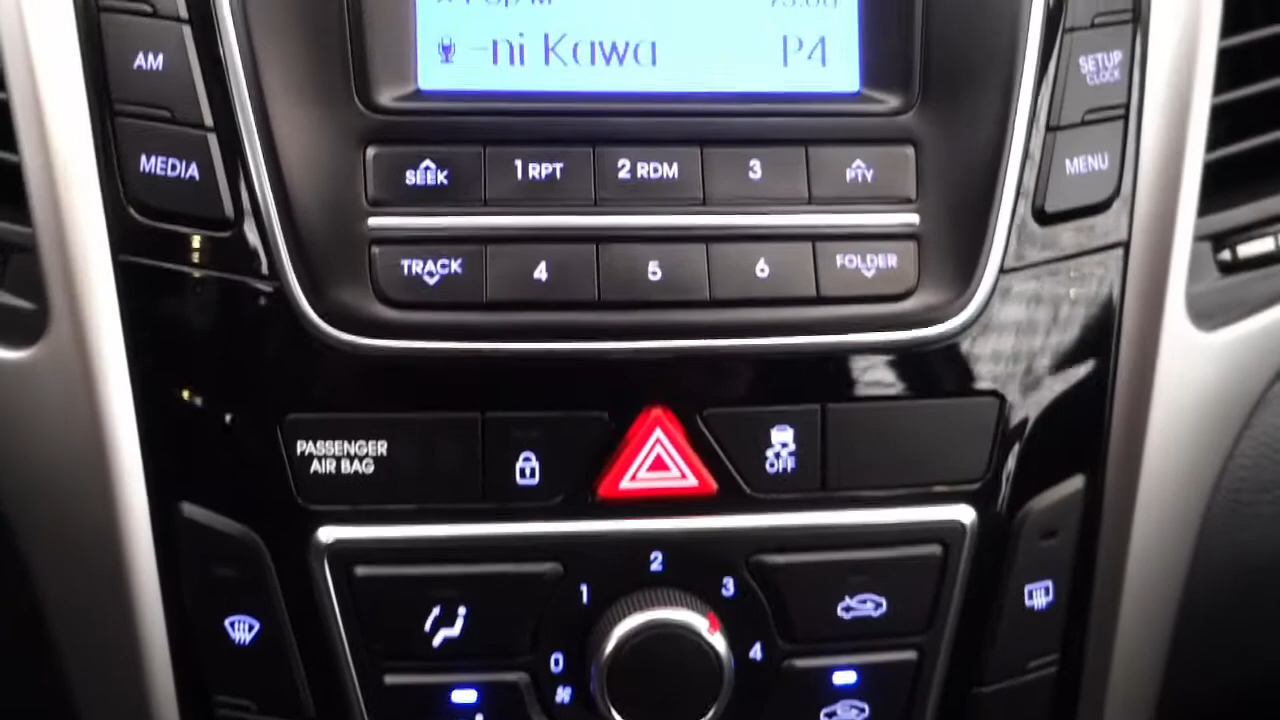 AM
-ni Kawa P4
SETUP
CLOCK
MEDIA
SEEK 1 RPT 2 RDM 3 PTY
MENU
TRACK 4 5 6 FOLDER
PASSENGER
AIR BAG
OFF
1 2 3
0 4